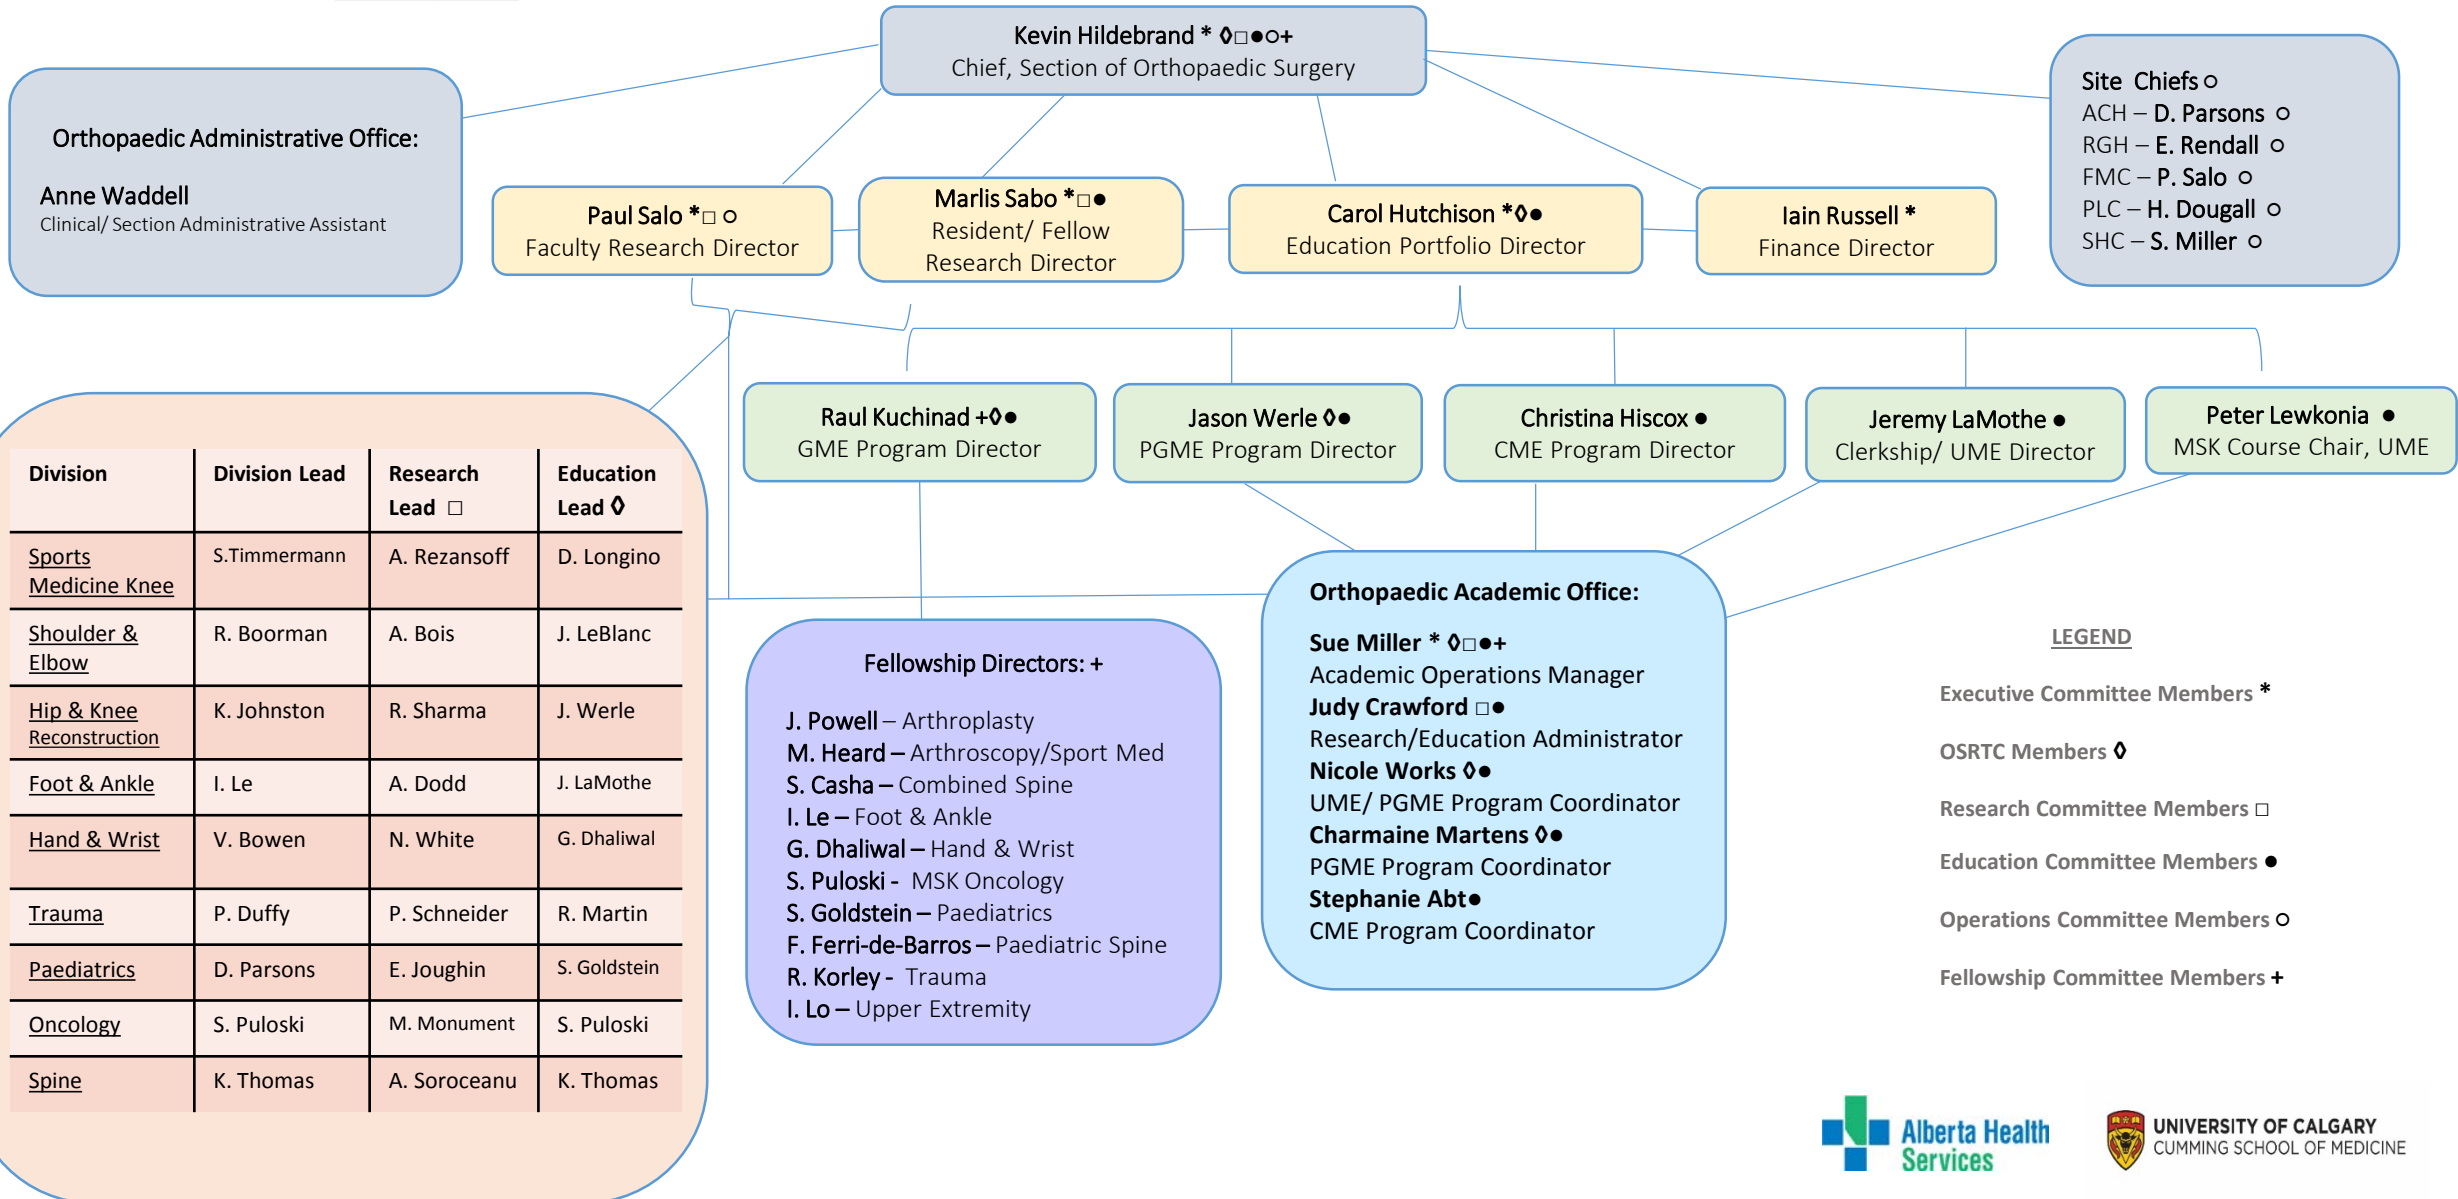 Kevin Hildebrand * ◊□●○+
Chief, Section of Orthopaedic Surgery
Orthopaedic Administrative Office:
Anne Waddell
Clinical/ Section Administrative Assistant
Site Chiefs ○
ACH – D. Parsons ○
RGH – E. Rendall ○
FMC – P. Salo ○
PLC – H. Dougall ○
SHC – S. Miller ○
Paul Salo *□ ○
Faculty Research Director
Marlis Sabo *□●
Resident/ Fellow
Research Director
Carol Hutchison *◊●
Education Portfolio Director
Iain Russell *
Finance Director
Raul Kuchinad +◊●
GME Program Director
Jason Werle ◊●
PGME Program Director
Christina Hiscox ●
CME Program Director
Jeremy LaMothe ●
Clerkship/ UME Director
Peter Lewkonia ●
MSK Course Chair, UME
Division Division Lead Research Lead □ Education Lead ◊
Sports Medicine Knee S.Timmermann A. Rezansoff D. Longino
Shoulder & Elbow R. Boorman A. Bois J. LeBlanc
Hip & Knee Reconstruction K. Johnston R. Sharma J. Werle
Foot & Ankle I. Le A. Dodd J. LaMothe
Hand & Wrist V. Bowen N. White G. Dhaliwal
Trauma P. Duffy P. Schneider R. Martin
Paediatrics D. Parsons E. Joughin S. Goldstein
Oncology S. Puloski M. Monument S. Puloski
Spine K. Thomas A. Soroceanu K. Thomas
Fellowship Directors: +
J. Powell – Arthroplasty
M. Heard – Arthroscopy/Sport Med
S. Casha – Combined Spine
I. Le – Foot & Ankle
G. Dhaliwal – Hand & Wrist
S. Puloski - MSK Oncology
S. Goldstein – Paediatrics
F. Ferri-de-Barros – Paediatric Spine
R. Korley - Trauma
I. Lo – Upper Extremity
Orthopaedic Academic Office:
Sue Miller * ◊□●+
Academic Operations Manager
Judy Crawford □●
Research/Education Administrator
Nicole Works ◊●
UME/ PGME Program Coordinator
Charmaine Martens ◊●
PGME Program Coordinator
Stephanie Abt●
CME Program Coordinator
LEGEND
Executive Committee Members *
OSRTC Members ◊
Research Committee Members □
Education Committee Members ●
Operations Committee Members ○
Fellowship Committee Members +
Alberta Health
Services
UNIVERSITY OF CALGARY
CUMMING SCHOOL OF MEDICINE